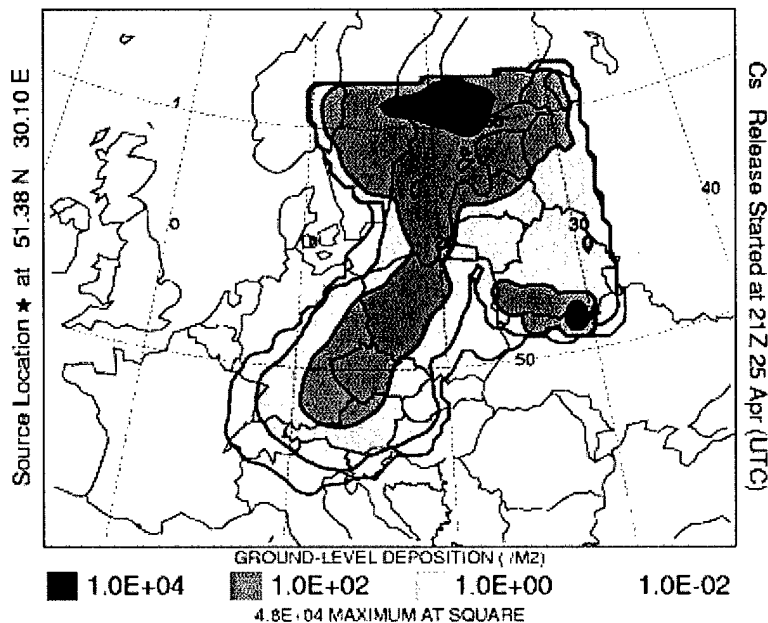 Source Location ★ at 51.38 N 30.10 E
Cs Release Started at 21Z 25 Apr (UTC)
40
30
0
50
GROUND-LEVEL DEPOSITION ( /M2)
1.0E+04 1.0E+02 1.0E+00 1.0E-02
4.8E+04 MAXIMUM AT SQUARE